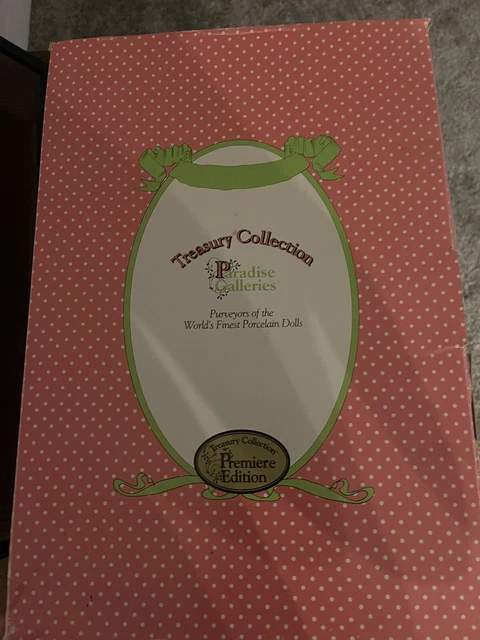 Treasury Collection
Paradise
Galleries
Purveyors of the
World's Finest Porcelain Dolls
Treasury Collection
Premiere
Edition